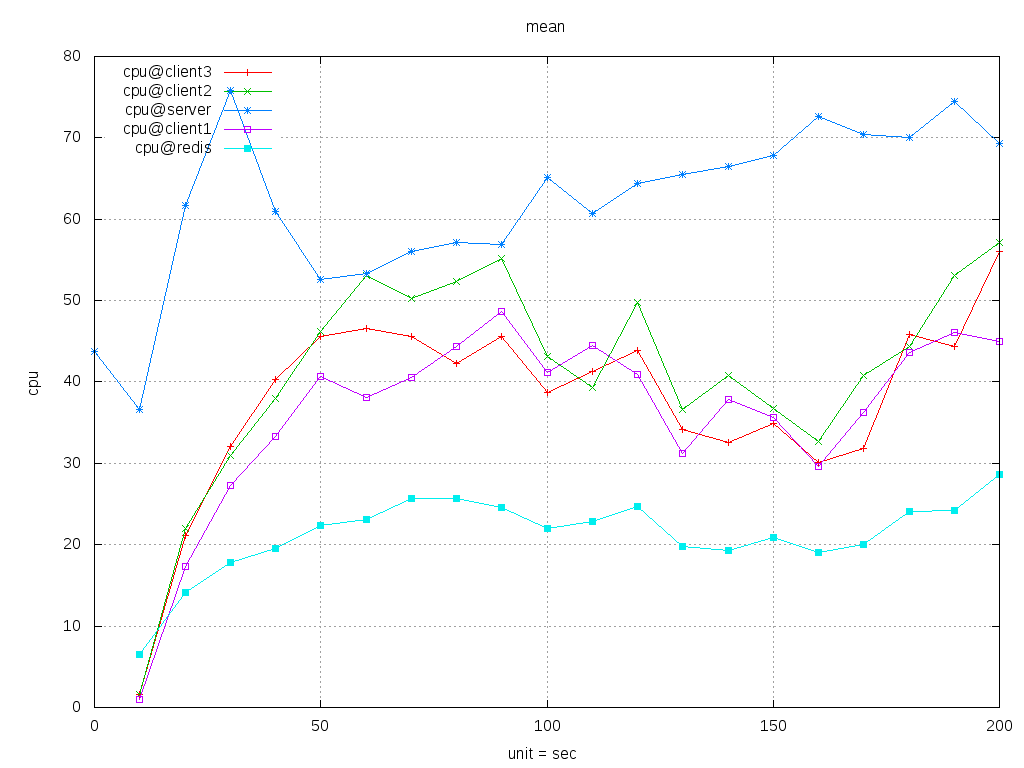 mean
80
70
60
50
40
30
20
10
0
cpu
cpu@client3
cpu@client2
cpu@server
cpu@client1
cpu@redis
0 50 100 150 200
unit = sec